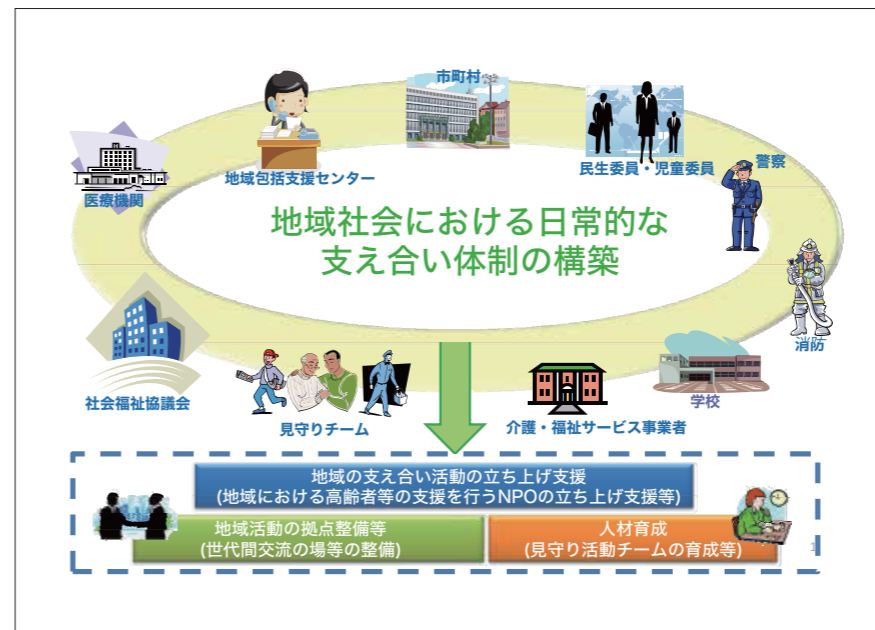 市町村
地域包括支援センター
民生委員・児童委員
警察
医療機関
地域社会における日常的な
支え合い体制の構築
消防
社会福祉協議会
見守りチーム
介護・福祉サービス事業者
学校
地域の支え合い活動の立ち上げ支援
(地域における高齢者等の支援を行うNPOの立ち上げ支援等)
地域活動の拠点整備等
(世代間交流の場等の整備)
人材育成
(見守り活動チームの育成等)
1